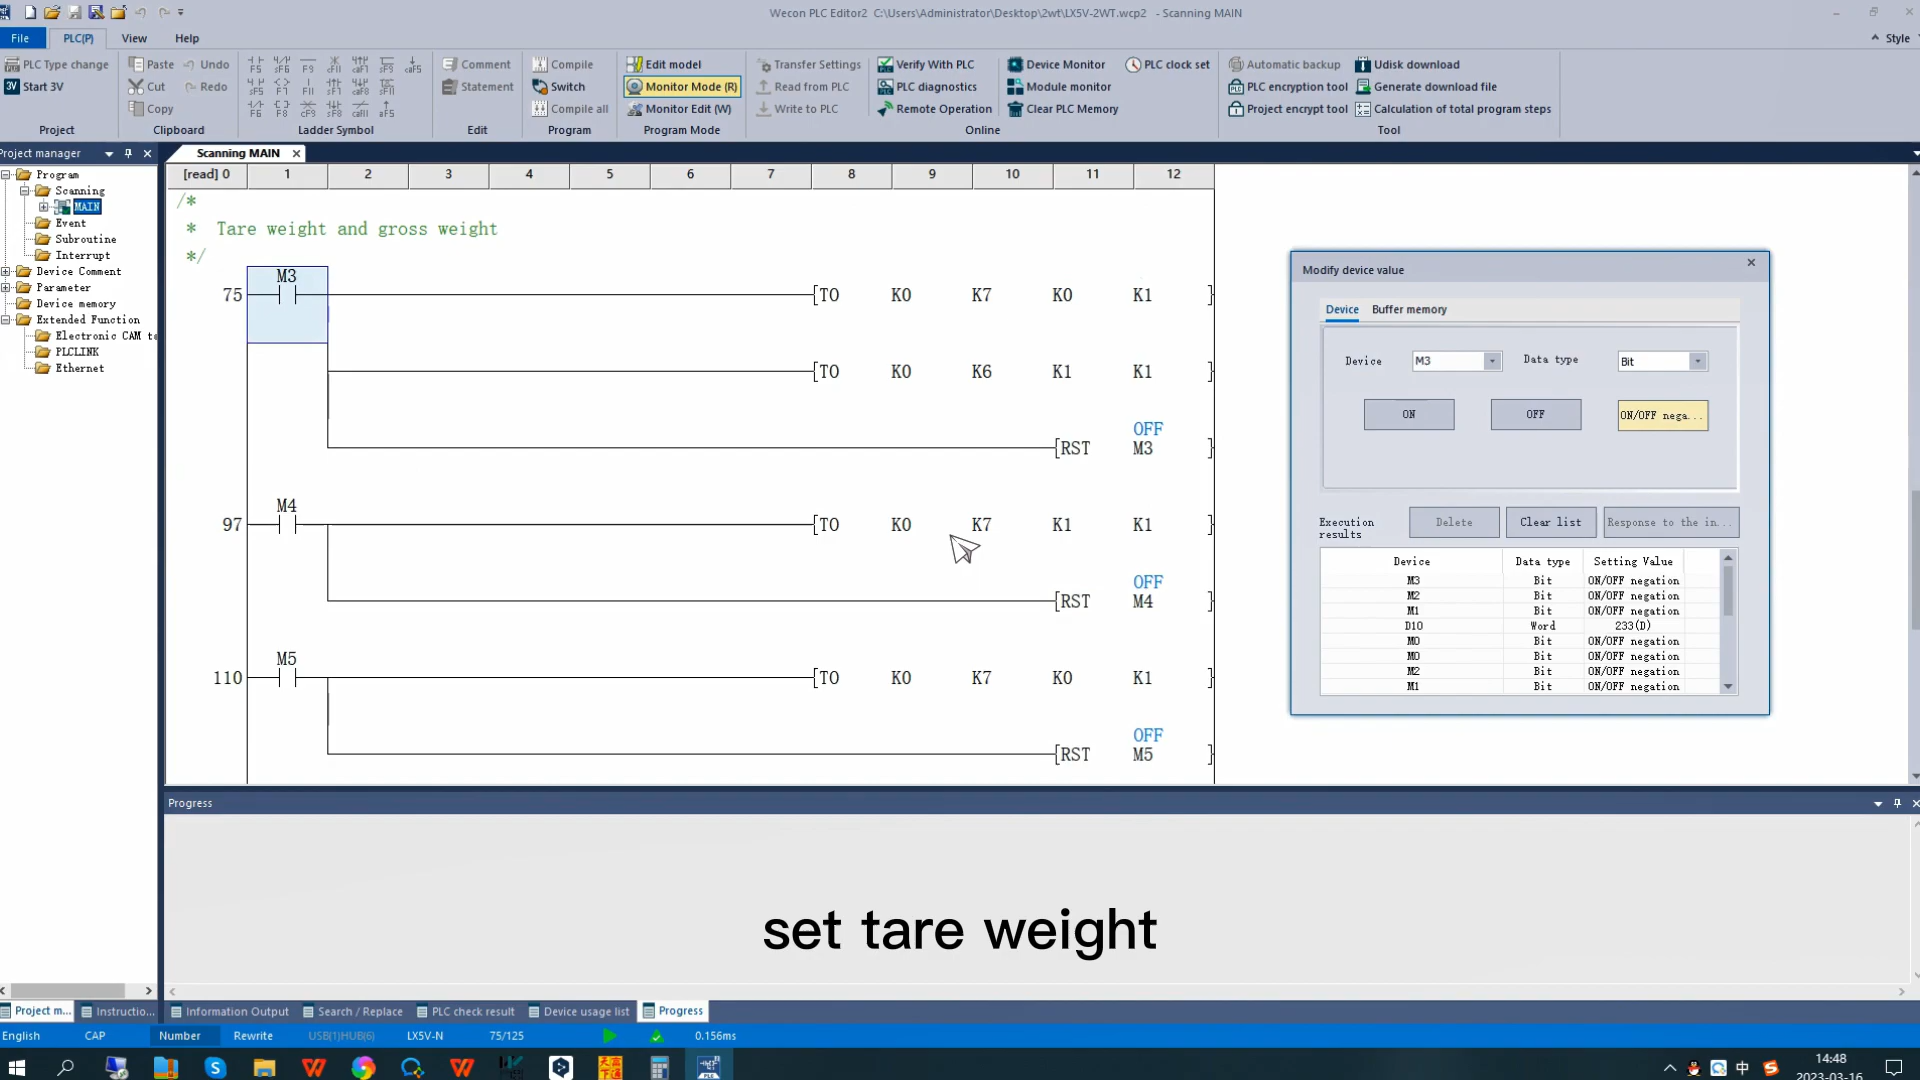 Wecon PLC Editor2 C:\Users\Administrator\Desktop\2wt\LX5V-2WT.wcp2 - Scanning MAIN
File PLC(P) View Help Style
PLC Type change Paste Undo Comment Compile Edit model Transfer Settings Verify With PLC Device Monitor PLC clock set Automatic backup Udisk download
3V Start 3V Cut Redo Statement Switch Monitor Mode (R) Read from PLC PLC diagnostics Module monitor PLC encryption tool Generate download file
Copy Compile all Monitor Edit (W) Write to PLC Remote Operation Clear PLC Memory Project encrypt tool Calculation of total program steps
Project Clipboard Ladder Symbol Edit Program Program Mode Online Tool
Project manager
Program
Scanning
MAIN
Event
Subroutine
Interrupt
Device Comment
Parameter
Device memory
Extended Function
Electronic CAM
PLCLINK
Ethernet
Scanning MAIN
[read] 0 1 2 3 4 5 6 7 8 9 10 11 12
/*
* Tare weight and gross weight
*/
M3
75 [TO K0 K7 K0 K1 ]
[TO K0 K6 K1 K1 ]
OFF
[RST M3 ]
M4
97 [TO K0 K7 K1 K1 ]
OFF
[RST M4 ]
M5
110 [TO K0 K7 K0 K1 ]
OFF
[RST M5 ]
Modify device value
Device Buffer memory
Device M3 Data type Bit
ON OFF ON/OFF nega...
Execution results Delete Clear list Response to the in...
Device Data type Setting Value
M3 Bit ON/OFF negation
M2 Bit ON/OFF negation
M1 Bit ON/OFF negation
D10 Word 233(D)
M0 Bit ON/OFF negation
M0 Bit ON/OFF negation
M2 Bit ON/OFF negation
M1 Bit ON/OFF negation
Progress
set tare weight
Project m... Instructio... Information Output Search / Replace PLC check result Device usage list Progress
English CAP Number Rewrite USB(1)HUB(6) LX5V-N 75/125 0.156ms
中 14:48
2023-03-16